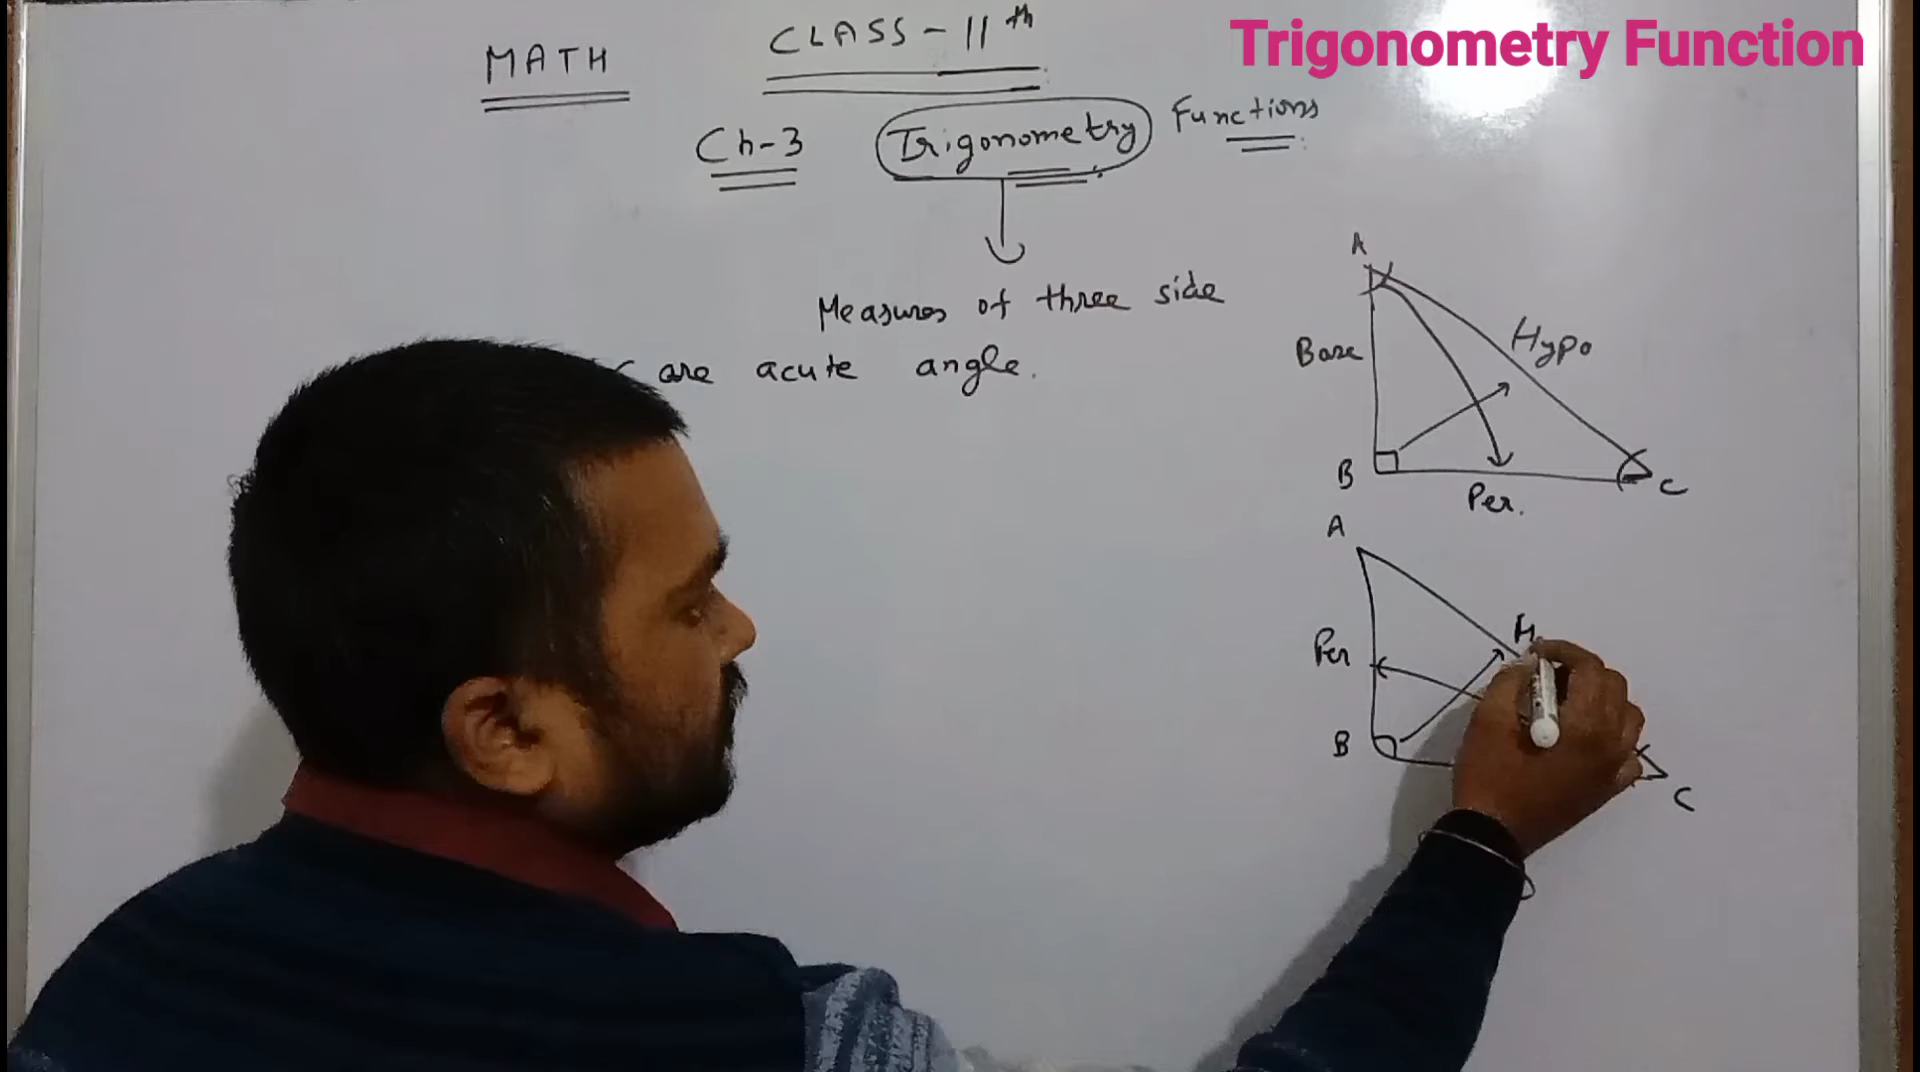 Trigonometry Function
MATH
CLASS - 11th
Ch-3 Trigonometry Functions
Measures of three side
are acute angle.
A
Base
Hypo
B
C
Per.
A
Per
H
B
C